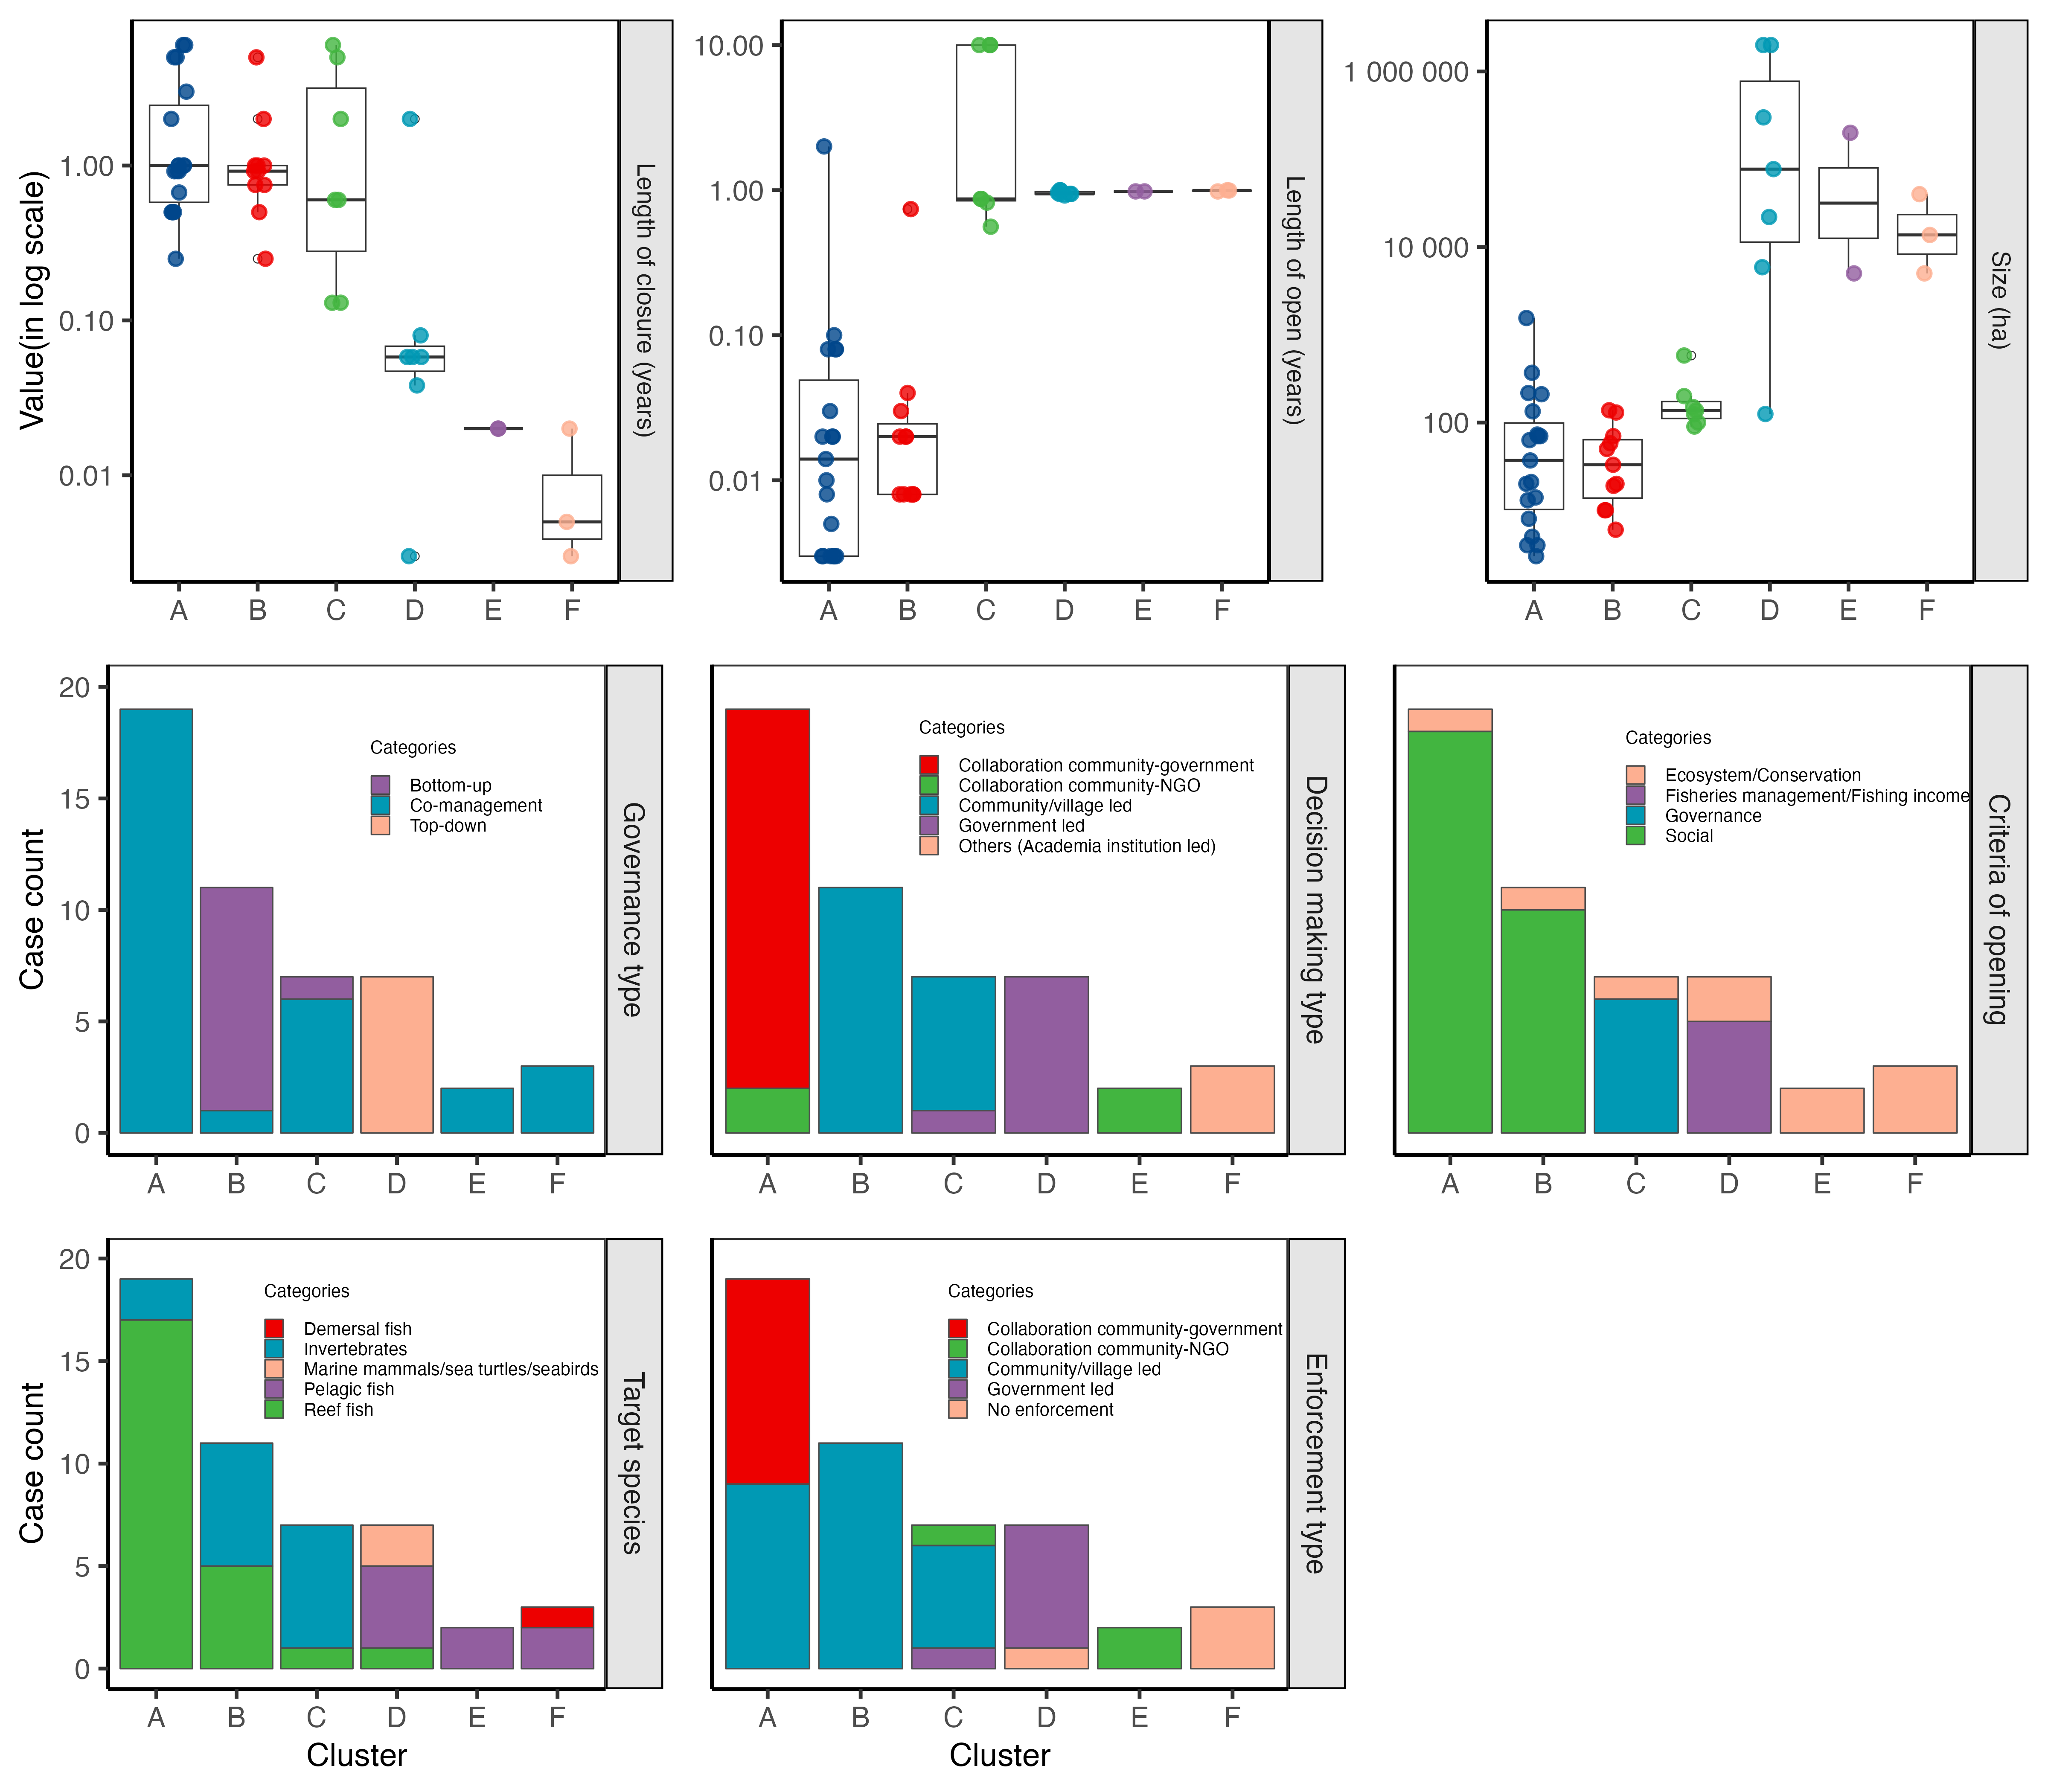 Value(in log scale)
1.00
0.10
0.01
A B C D E F
Length of closure (years)
10.00
1.00
0.10
0.01
A B C D E F
Length of open (years)
1 000 000
10 000
100
A B C D E F
Size (ha)
Case count
20
15
10
5
0
Categories
Bottom-up
Co-management
Top-down
A B C D E F
Governance type
Categories
Collaboration community-government
Collaboration community-NGO
Community/village led
Government led
Others (Academia institution led)
A B C D E F
Decision making type
Categories
Ecosystem/Conservation
Fisheries management/Fishing income
Governance
Social
A B C D E F
Criteria of opening
Case count
20
15
10
5
0
Categories
Demersal fish
Invertebrates
Marine mammals/sea turtles/seabirds
Pelagic fish
Reef fish
A B C D E F
Cluster
Target species
Categories
Collaboration community-government
Collaboration community-NGO
Community/village led
Government led
No enforcement
A B C D E F
Cluster
Enforcement type